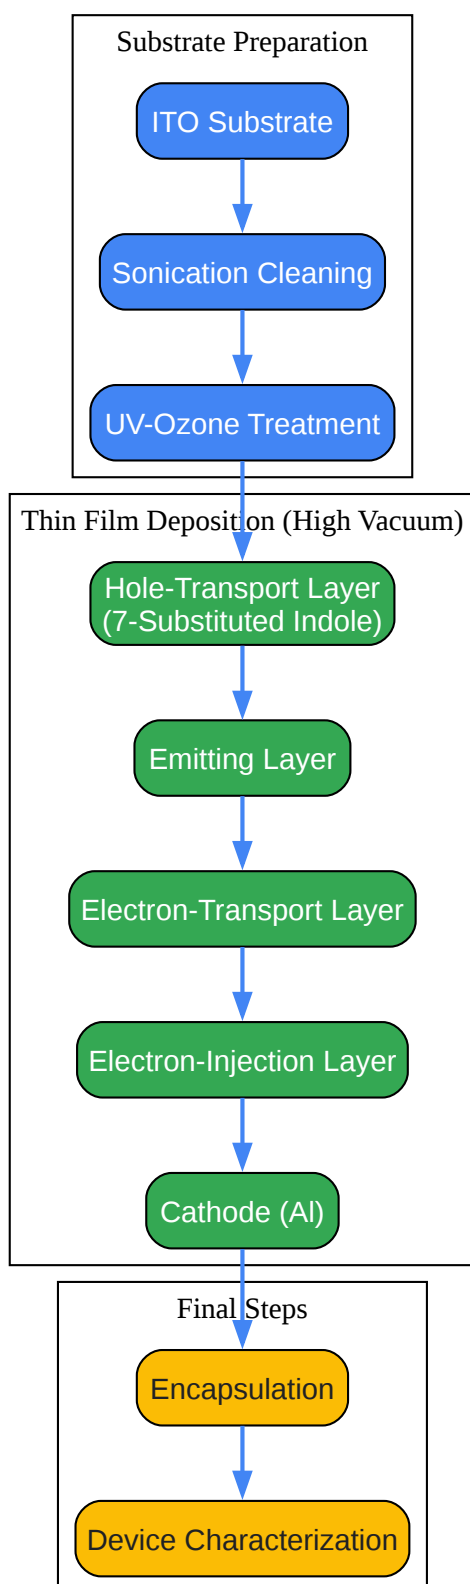 Substrate Preparation
ITO Substrate
Sonication Cleaning
UV-Ozone Treatment
Thin Film Deposition (High Vacuum)
Hole-Transport Layer
(7-Substituted Indole)
Emitting Layer
Electron-Transport Layer
Electron-Injection Layer
Cathode (Al)
Final Steps
Encapsulation
Device Characterization